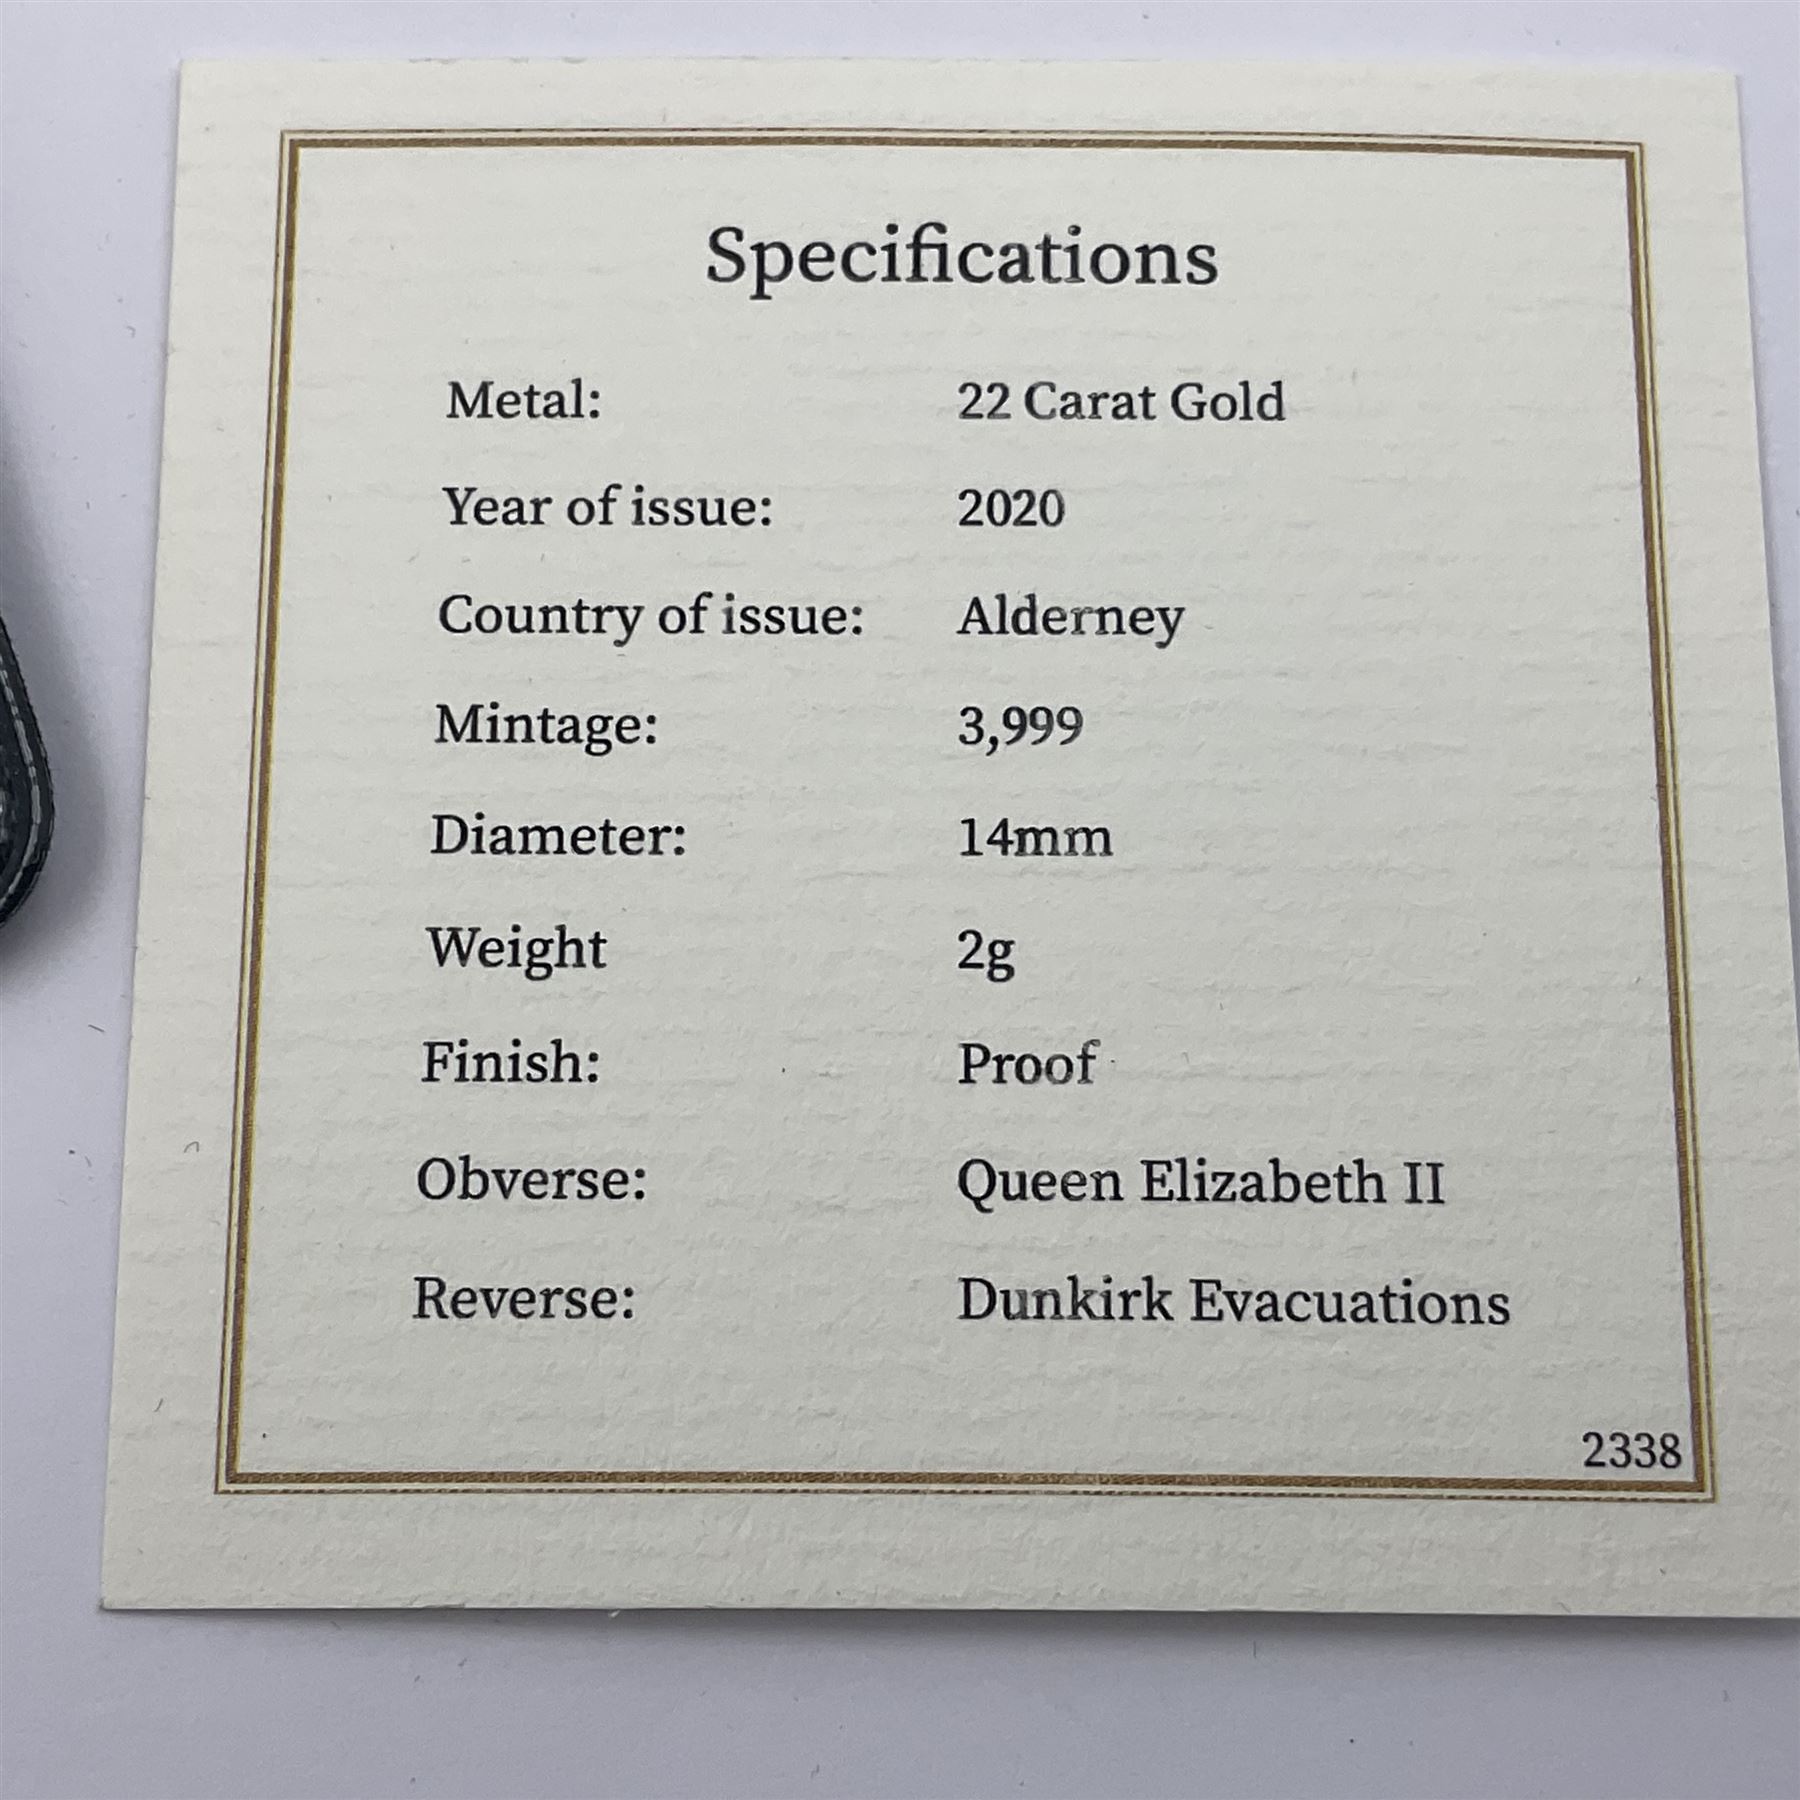 Specifications
Metal: 22 Carat Gold
Year of issue: 2020
Country of issue: Alderney
Mintage: 3,999
Diameter: 14mm
Weight 2g
Finish: Proof
Obverse: Queen Elizabeth II
Reverse: Dunkirk Evacuations
2338